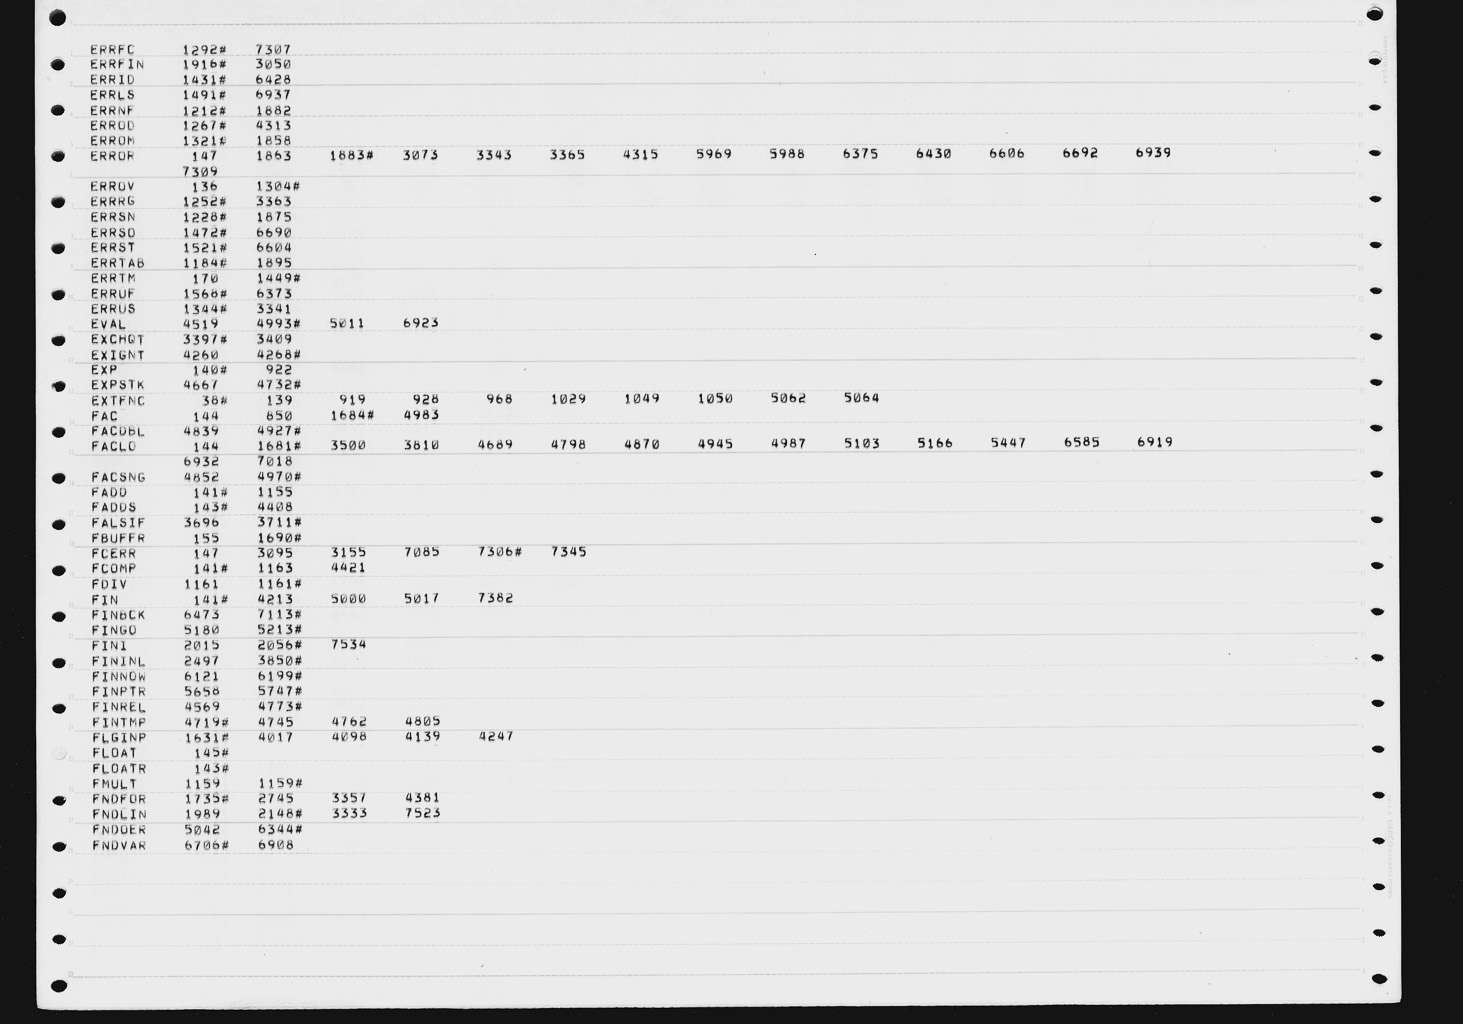 ERRFC 1292# 7307
ERRFIN 1916# 3050
ERRID 1431# 6428
ERRLS 1491# 6937
ERRNF 1212# 1882
ERROD 1267# 4313
ERROM 1321# 1858
ERROR 147 1863 1883# 3073 3343 3365 4315 5969 5988 6375 6430 6606 6692 6939
7309
ERROV 136 1304#
ERRRG 1252# 3363
ERRSN 1228# 1875
ERRSO 1472# 6690
ERRST 1521# 6604
ERRTAB 1184# 1895
ERRTM 170 1449#
ERRUF 1568# 6373
ERRUS 1344# 3341
EVAL 4519 4993# 5011 6923
EXCHQT 3397# 3409
EXIGNT 4260 4268#
EXP 140# 922
EXPSTK 4667 4732#
EXTFNC 38# 139 919 928 968 1029 1049 1050 5062 5064
FAC 144 850 1684# 4983
FACDBL 4839 4927#
FACLO 144 1681# 3500 3810 4689 4798 4870 4945 4987 5103 5166 5447 6585 6919
6932 7018
FACSNG 4852 4970#
FADD 141# 1155
FADDS 143# 4408
FALSIF 3696 3711#
FBUFFR 155 1690#
FCERR 147 3095 3155 7085 7306# 7345
FCOMP 141# 1163 4421
FDIV 1161 1161#
FIN 141# 4213 5000 5017 7382
FINBCK 6473 7113#
FINGO 5180 5213#
FINI 2015 2056# 7534
FININL 2497 3850#
FINNOW 6121 6199#
FINPTR 5658 5747#
FINREL 4569 4773#
FINTMP 4719# 4745 4762 4805
FLGINP 1631# 4017 4098 4139 4247
FLOAT 145#
FLOATR 143#
FMULT 1159 1159#
FNDFOR 1735# 2745 3357 4381
FNDLIN 1989 2148# 3333 7523
FNDOER 5042 6344#
FNDVAR 6706# 6908